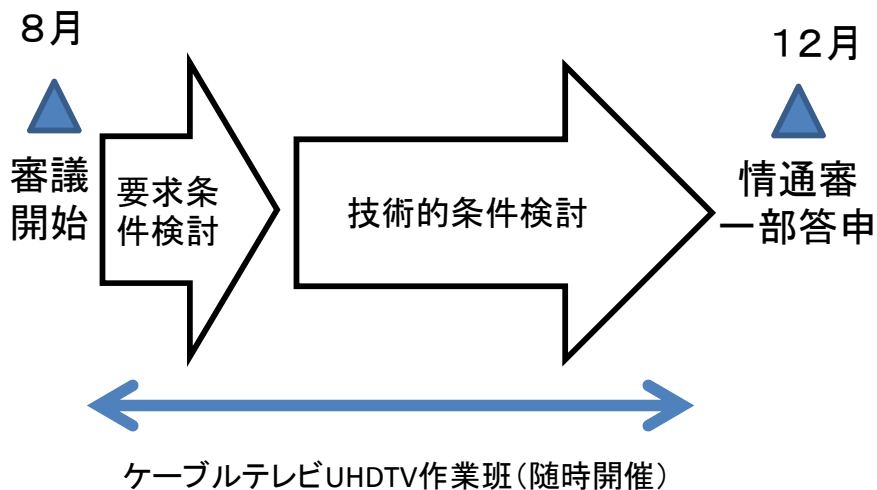 ８月
１２月
審議
開始
要求条
件検討
技術的条件検討
情通審
一部答申
ケーブルテレビUHDTV作業班（随時開催）